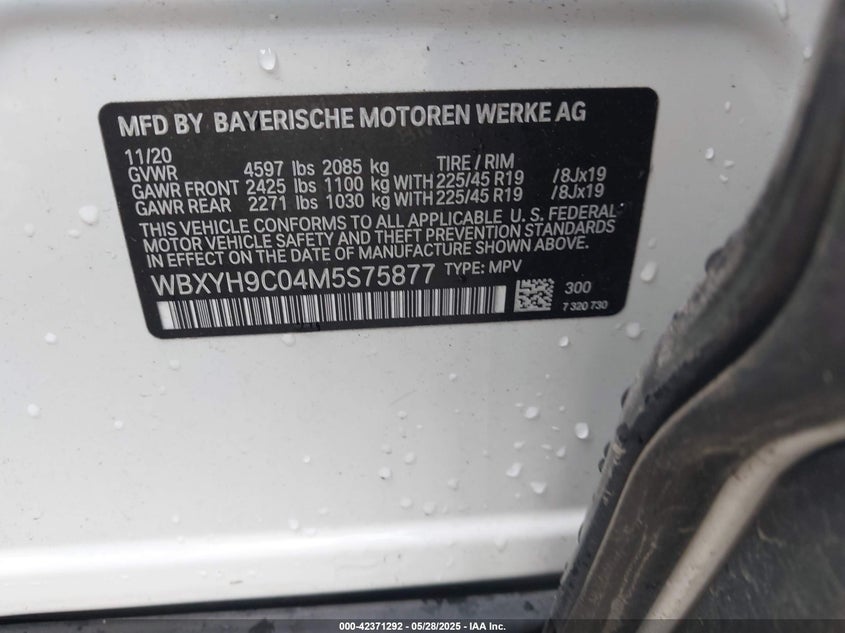 MFD BY BAYERISCHE MOTOREN WERKE AG
11/20 TIRE / RIM
GVWR 4597 lbs 2085 kg
GAWR FRONT 2425 lbs 1100 kg WITH 225/45 R19 /8Jx19
GAWR REAR 2271 lbs 1030 kg WITH 225/45 R19 /8Jx19
THIS VEHICLE CONFORMS TO ALL APPLICABLE U. S. FEDERAL
MOTOR VEHICLE SAFETY AND THEFT PREVENTION STANDARDS
IN EFFECT ON THE DATE OF MANUFACTURE SHOWN ABOVE.
WBXYH9C04M5S75877 TYPE: MPV
300
7 320 730
000-42371292 - 05/28/2025 - IAA Inc.